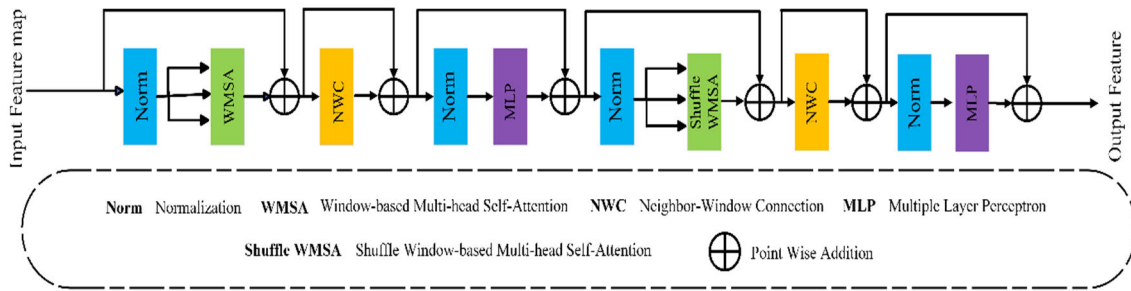 Input Feature map
Norm
WMSA
NWC
Norm
MLP
Norm
Shuffle
WMSA
NWC
Norm
MLP
Output Feature
Norm Normalization WMSA Window-based Multi-head Self-Attention NWC Neighbor-Window Connection MLP Multiple Layer Perceptron
Shuffle WMSA Shuffle Window-based Multi-head Self-Attention Point Wise Addition